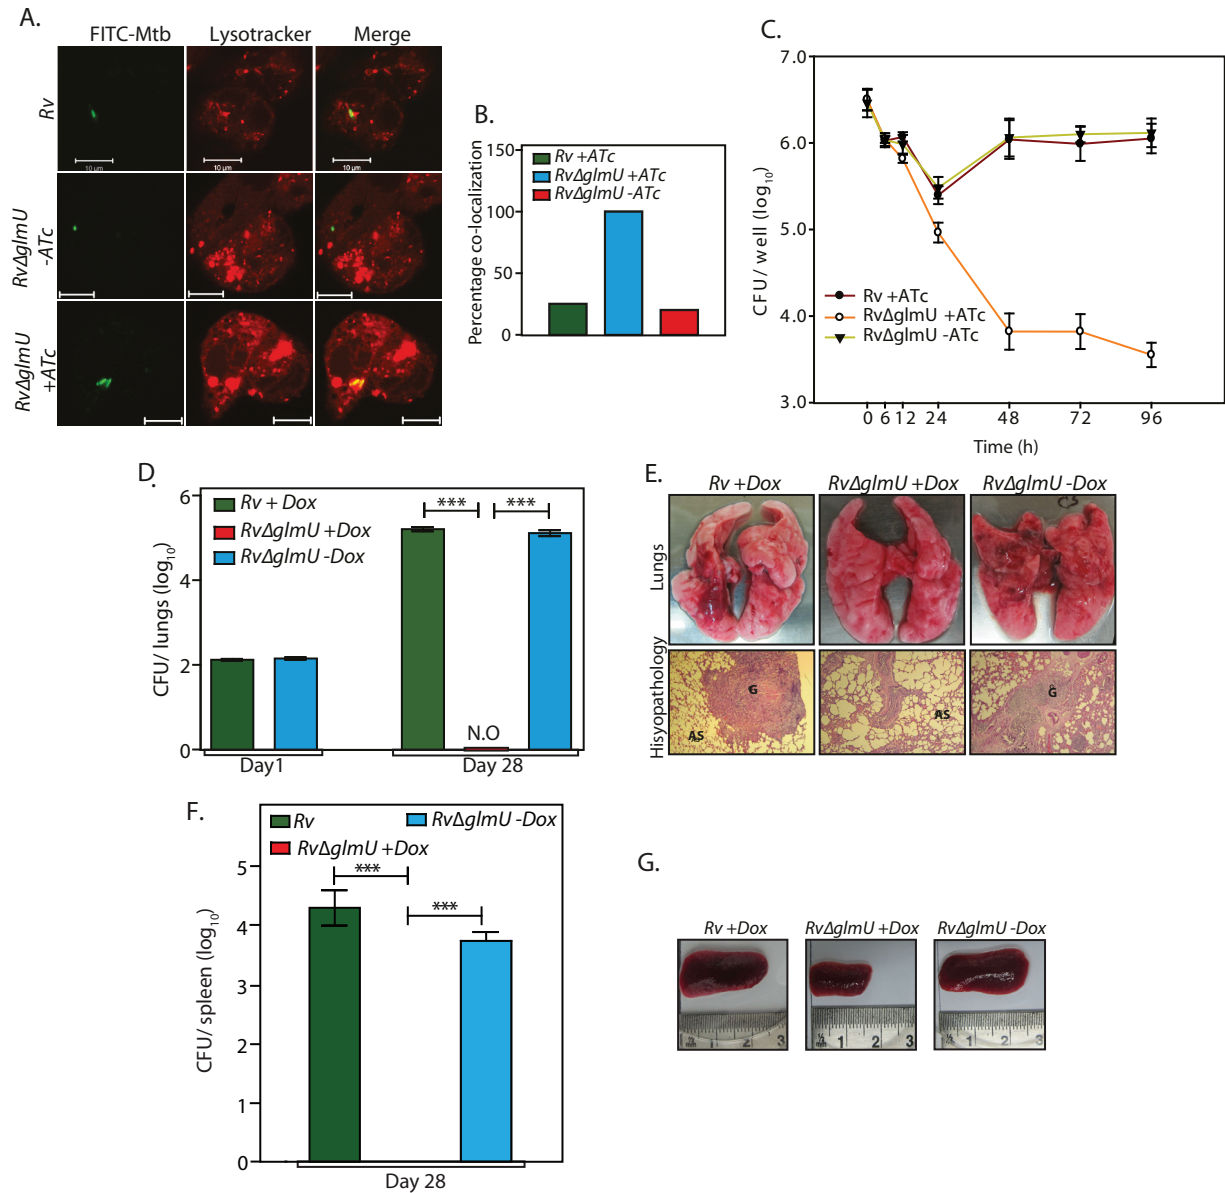 A.
FITC-Mtb Lysotracker Merge
Rv
10 µm
10 µm
10 µm
RvΔglmU
-ATc
RvΔglmU
+ATc
B.
Percentage co-localization
150
100
50
0
Rv +ATc
RvΔglmU +ATc
RvΔglmU -ATc
C.
CFU/ well (log10)
7.0
6.0
5.0
4.0
3.0
Rv +ATc
RvΔglmU +ATc
RvΔglmU -ATc
0 6 12 24 48 72 96
Time (h)
D.
CFU/ lungs (log10)
6
4
2
0
Rv + Dox
RvΔglmU +Dox
RvΔglmU -Dox
*** ***
N.O
Day1 Day 28
E.
Rv +Dox RvΔglmU +Dox RvΔglmU -Dox
Lungs
CS
Hisyopathology
G
AS
AS
G
F.
CFU/ spleen (log10)
5
4
3
2
1
0
Rv RvΔglmU -Dox
RvΔglmU +Dox
***
***
Day 28
G.
Rv +Dox RvΔglmU +Dox RvΔglmU -Dox
1 2 3
1 2 3
1 2 3